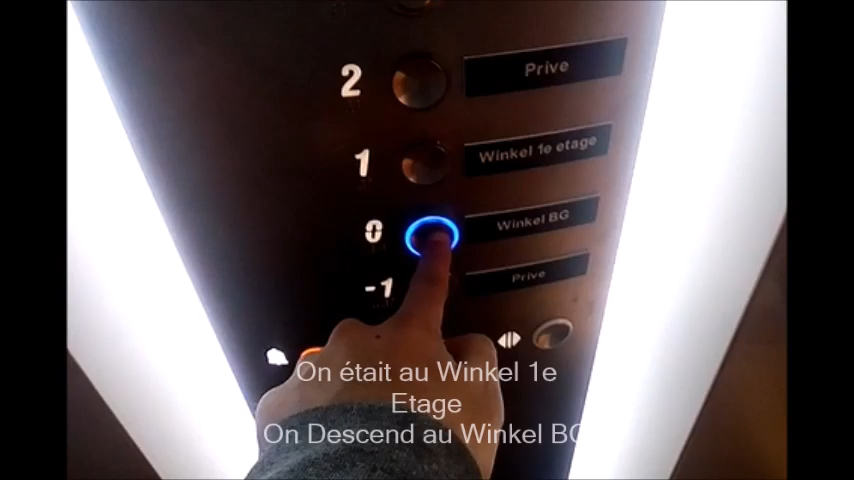 2 Prive
1 Winkel 1e etage
0 Winkel BG
-1 Prive
On était au Winkel 1e
Etage
On Descend au Winkel BG